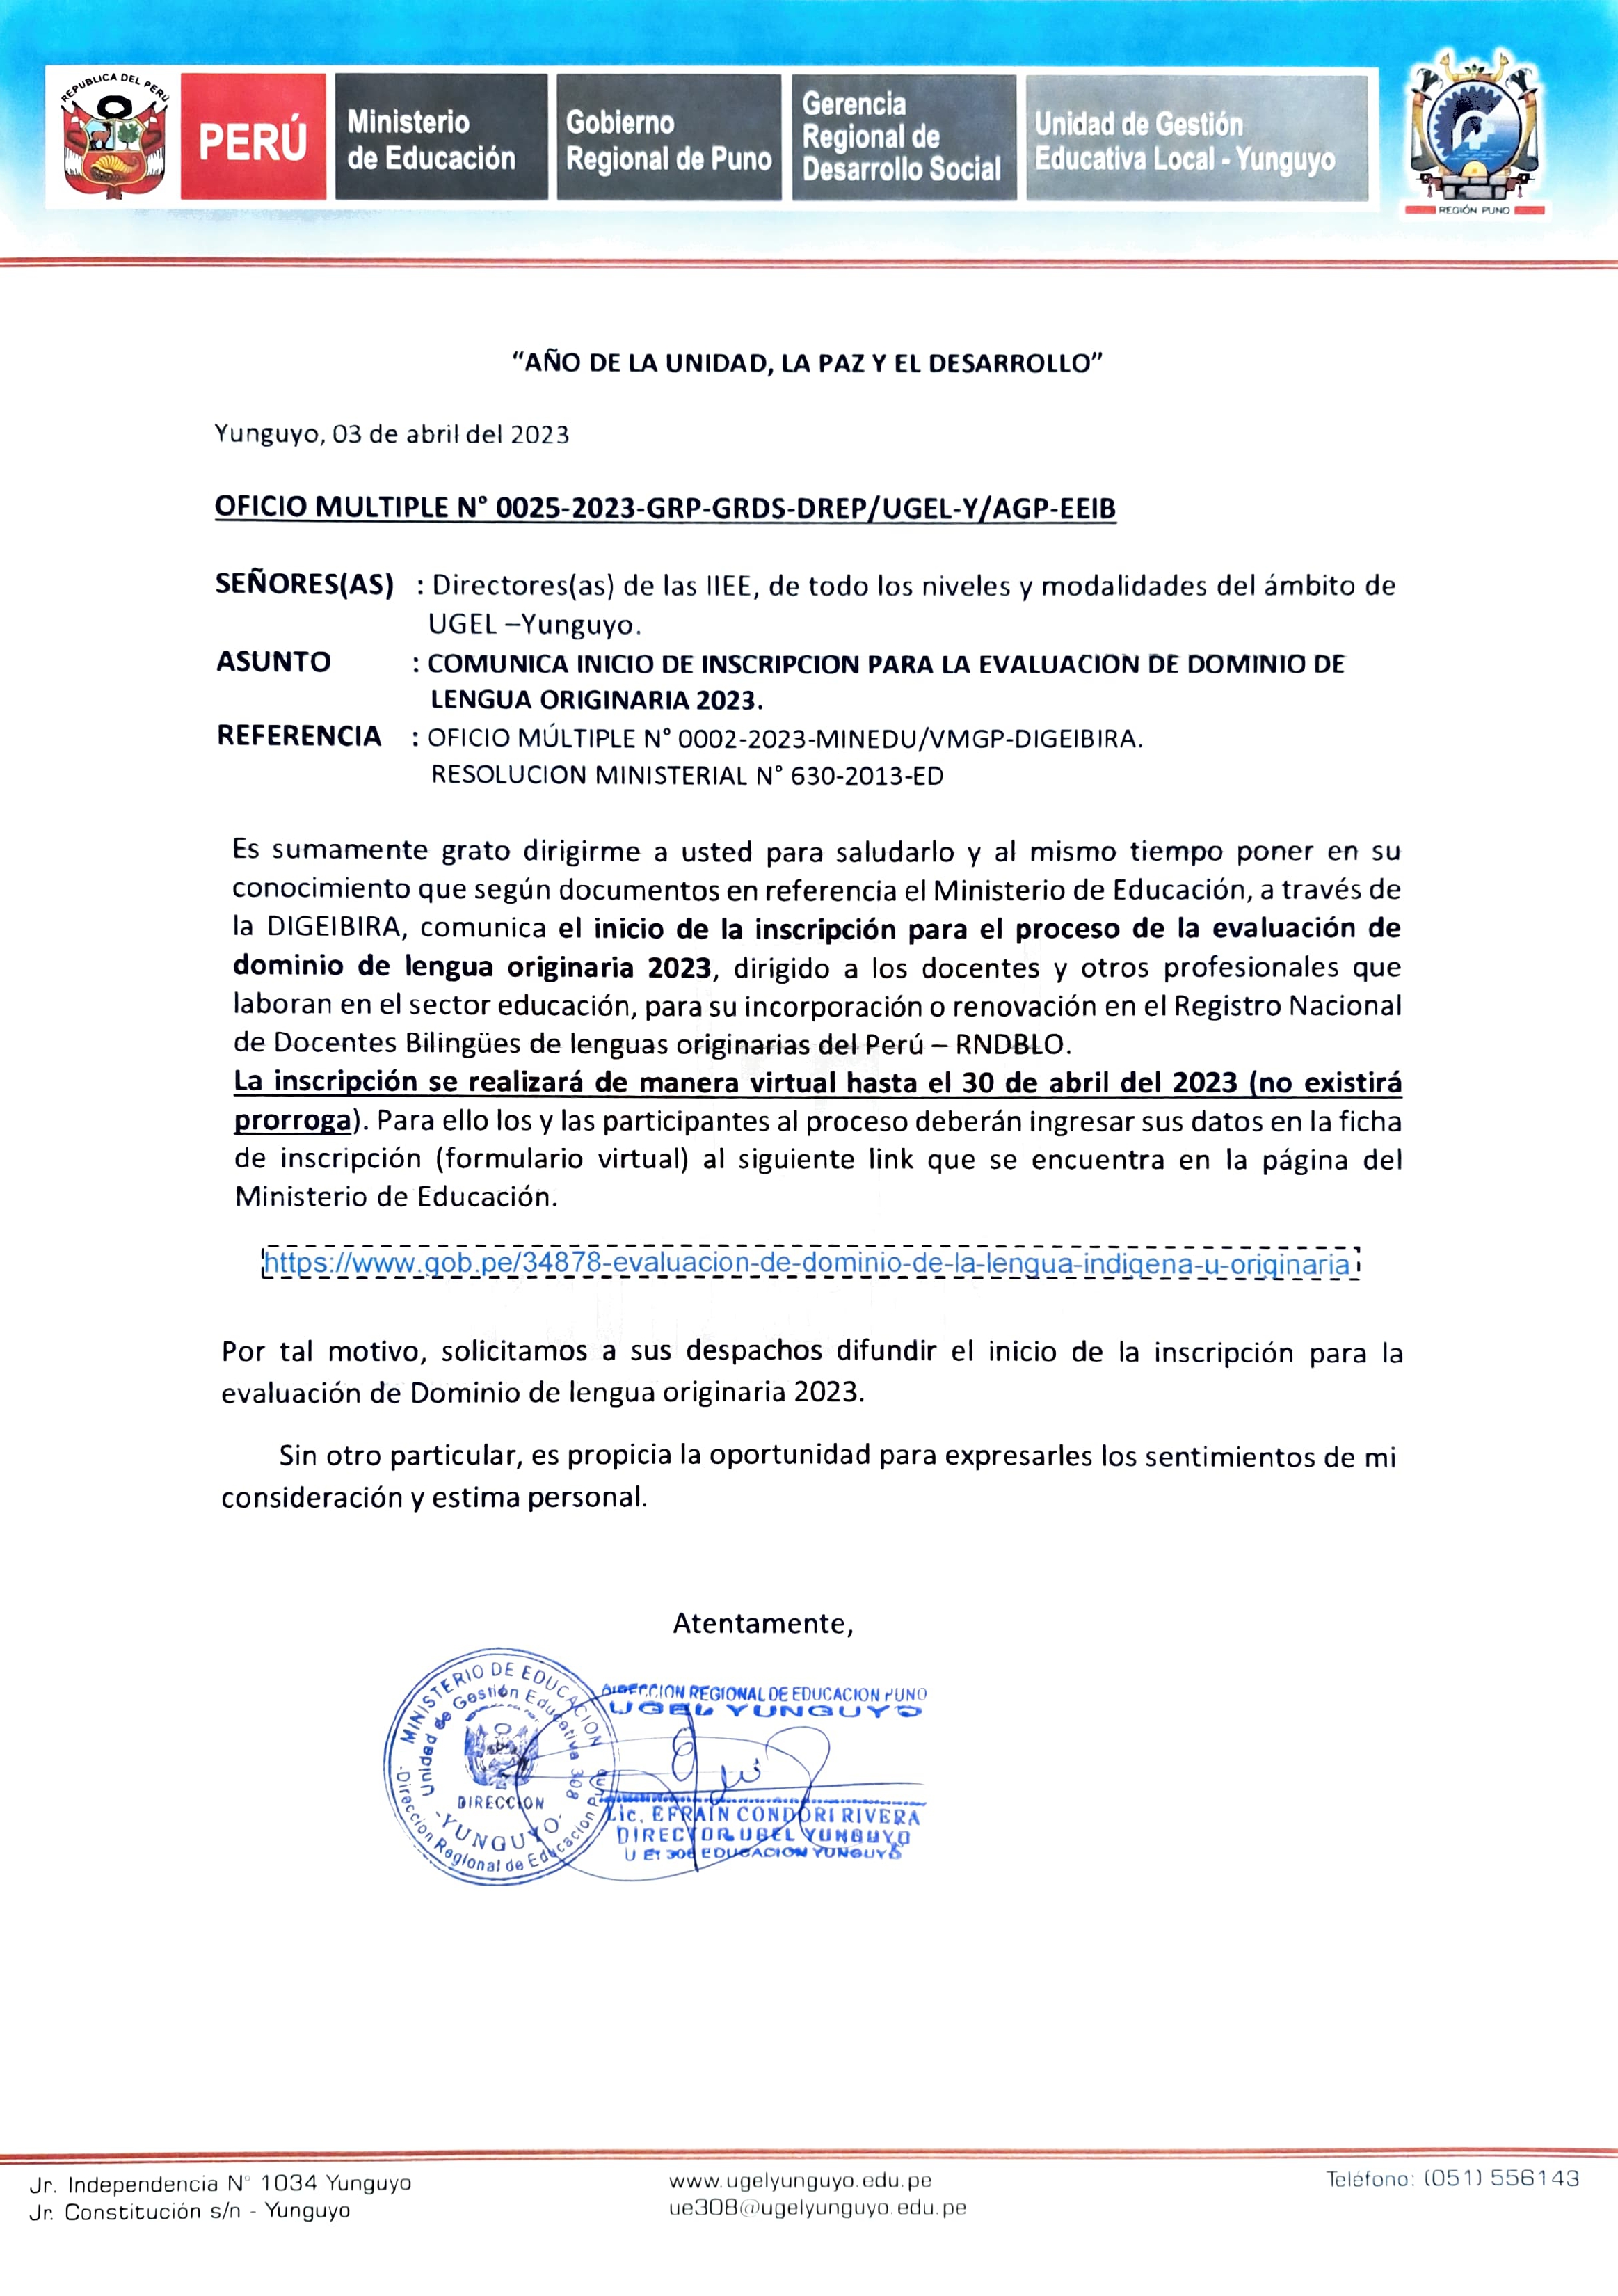 REPUBLICA DEL PERÚ
PERÚ
Ministerio
de Educación
Gobierno
Regional de Puno
Gerencia
Regional de
Desarrollo Social
Unidad de Gestión
Educativa Local - Yunguyo
REGIÓN PUNO
“AÑO DE LA UNIDAD, LA PAZ Y EL DESARROLLO”
Yunguyo, 03 de abril del 2023
OFICIO MULTIPLE N° 0025-2023-GRP-GRDS-DREP/UGEL-Y/AGP-EEIB
SEÑORES(AS) : Directores(as) de las IIEE, de todo los niveles y modalidades del ámbito de
UGEL –Yunguyo.
ASUNTO : COMUNICA INICIO DE INSCRIPCION PARA LA EVALUACION DE DOMINIO DE
LENGUA ORIGINARIA 2023.
REFERENCIA : OFICIO MÚLTIPLE N° 0002-2023-MINEDU/VMGP-DIGEIBIRA.
RESOLUCION MINISTERIAL N° 630-2013-ED
Es sumamente grato dirigirme a usted para saludarlo y al mismo tiempo poner en su
conocimiento que según documentos en referencia el Ministerio de Educación, a través de
la DIGEIBIRA, comunica el inicio de la inscripción para el proceso de la evaluación de
dominio de lengua originaria 2023, dirigido a los docentes y otros profesionales que
laboran en el sector educación, para su incorporación o renovación en el Registro Nacional
de Docentes Bilingües de lenguas originarias del Perú – RNDBLO.
La inscripción se realizará de manera virtual hasta el 30 de abril del 2023 (no existirá
prorroga). Para ello los y las participantes al proceso deberán ingresar sus datos en la ficha
de inscripción (formulario virtual) al siguiente link que se encuentra en la página del
Ministerio de Educación.
https://www.gob.pe/34878-evaluacion-de-dominio-de-la-lengua-indigena-u-originaria
Por tal motivo, solicitamos a sus despachos difundir el inicio de la inscripción para la
evaluación de Dominio de lengua originaria 2023.
Sin otro particular, es propicia la oportunidad para expresarles los sentimientos de mi
consideración y estima personal.
Atentamente,
MINISTERIO DE EDUCACION
Unidad de Gestión Educativa 308
DIRECCION
-YUNGUYO-
-Direccion Regional de Educacion Puno
DIRECCION REGIONAL DE EDUCACION PUNO
UGEL YUNGUYO
Lic. EFRAIN CONDORI RIVERA
DIRECTOR UGEL YUNGUYO
EDUCACION YUNGUYO
Jr. Independencia N° 1034 Yunguyo
Jr. Constitución s/n - Yunguyo
www.ugelyunguyo.edu.pe
ue308@ugelyunguyo.edu.pe
Teléfono: (051) 556143